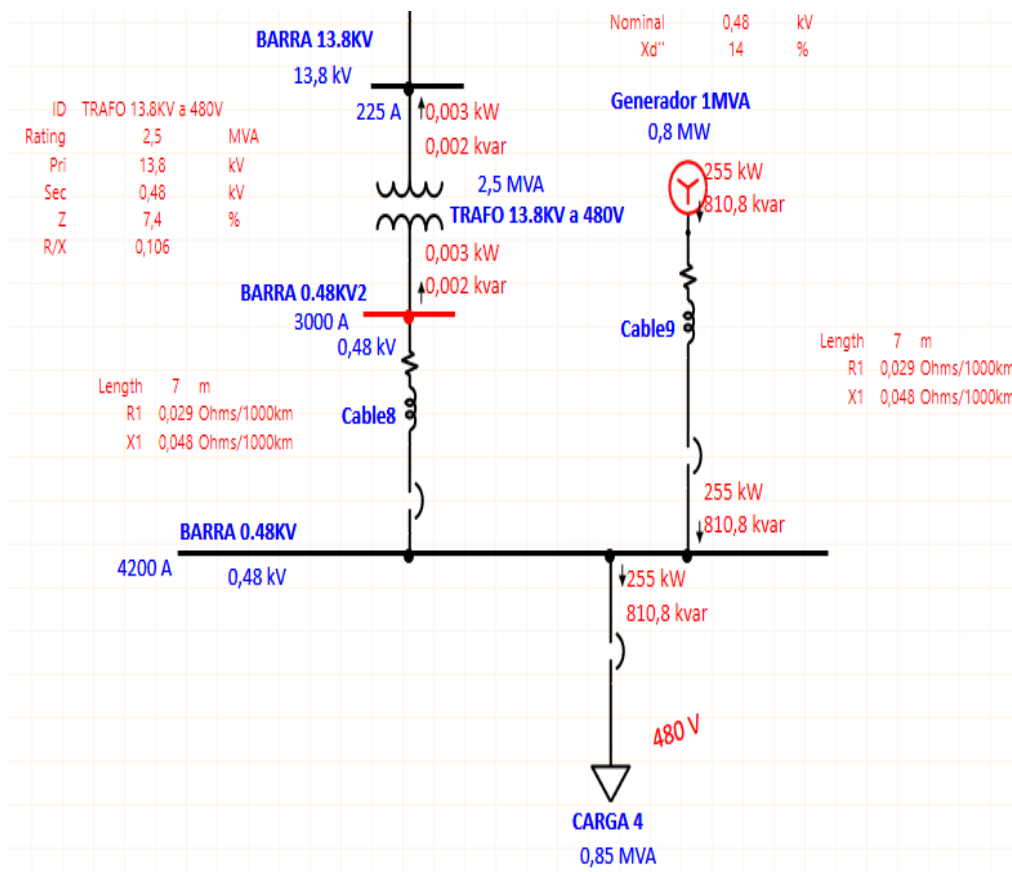 Nominal 0,48 kV
Xd'' 14 %
BARRA 13.8KV
13,8 kV
225 A
0,003 kW
0,002 kvar
ID TRAFO 13.8KV a 480V
Rating 2,5 MVA
Pri 13,8 kV
Sec 0,48 kV
Z 7,4 %
R/X 0,106
Generador 1MVA
0,8 MW
255 kW
810,8 kvar
2,5 MVA
TRAFO 13.8KV a 480V
0,003 kW
0,002 kvar
BARRA 0.48KV2
3000 A
0,48 kV
Cable9
Length 7 m
R1 0,029 Ohms/1000km
X1 0,048 Ohms/1000km
Length 7 m
R1 0,029 Ohms/1000km
X1 0,048 Ohms/1000km
Cable8
255 kW
810,8 kvar
BARRA 0.48KV
4200 A
0,48 kV
255 kW
810,8 kvar
480 V
CARGA 4
0,85 MVA